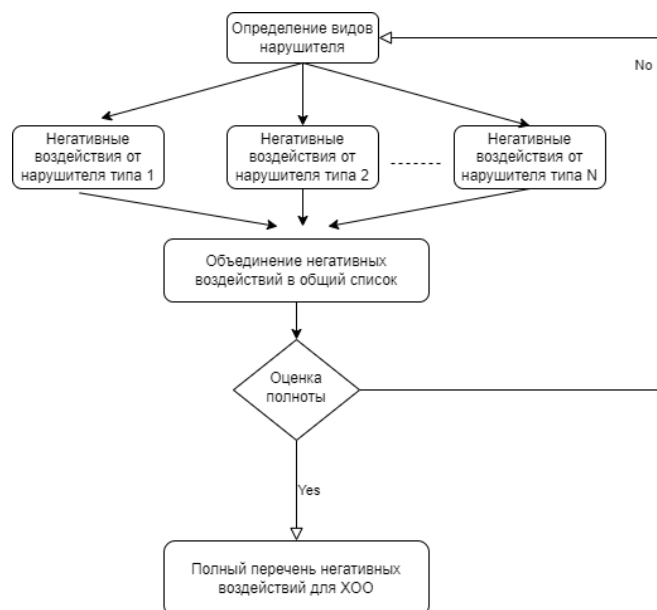 Определение видов
нарушителя
No
Негативные
воздействия от
нарушителя типа 1
Негативные
воздействия от
нарушителя типа 2
Негативные
воздействия от
нарушителя типа N
Объединение негативных
воздействий в общий список
Оценка
полноты
Yes
Полный перечень негативных
воздействий для ХОО